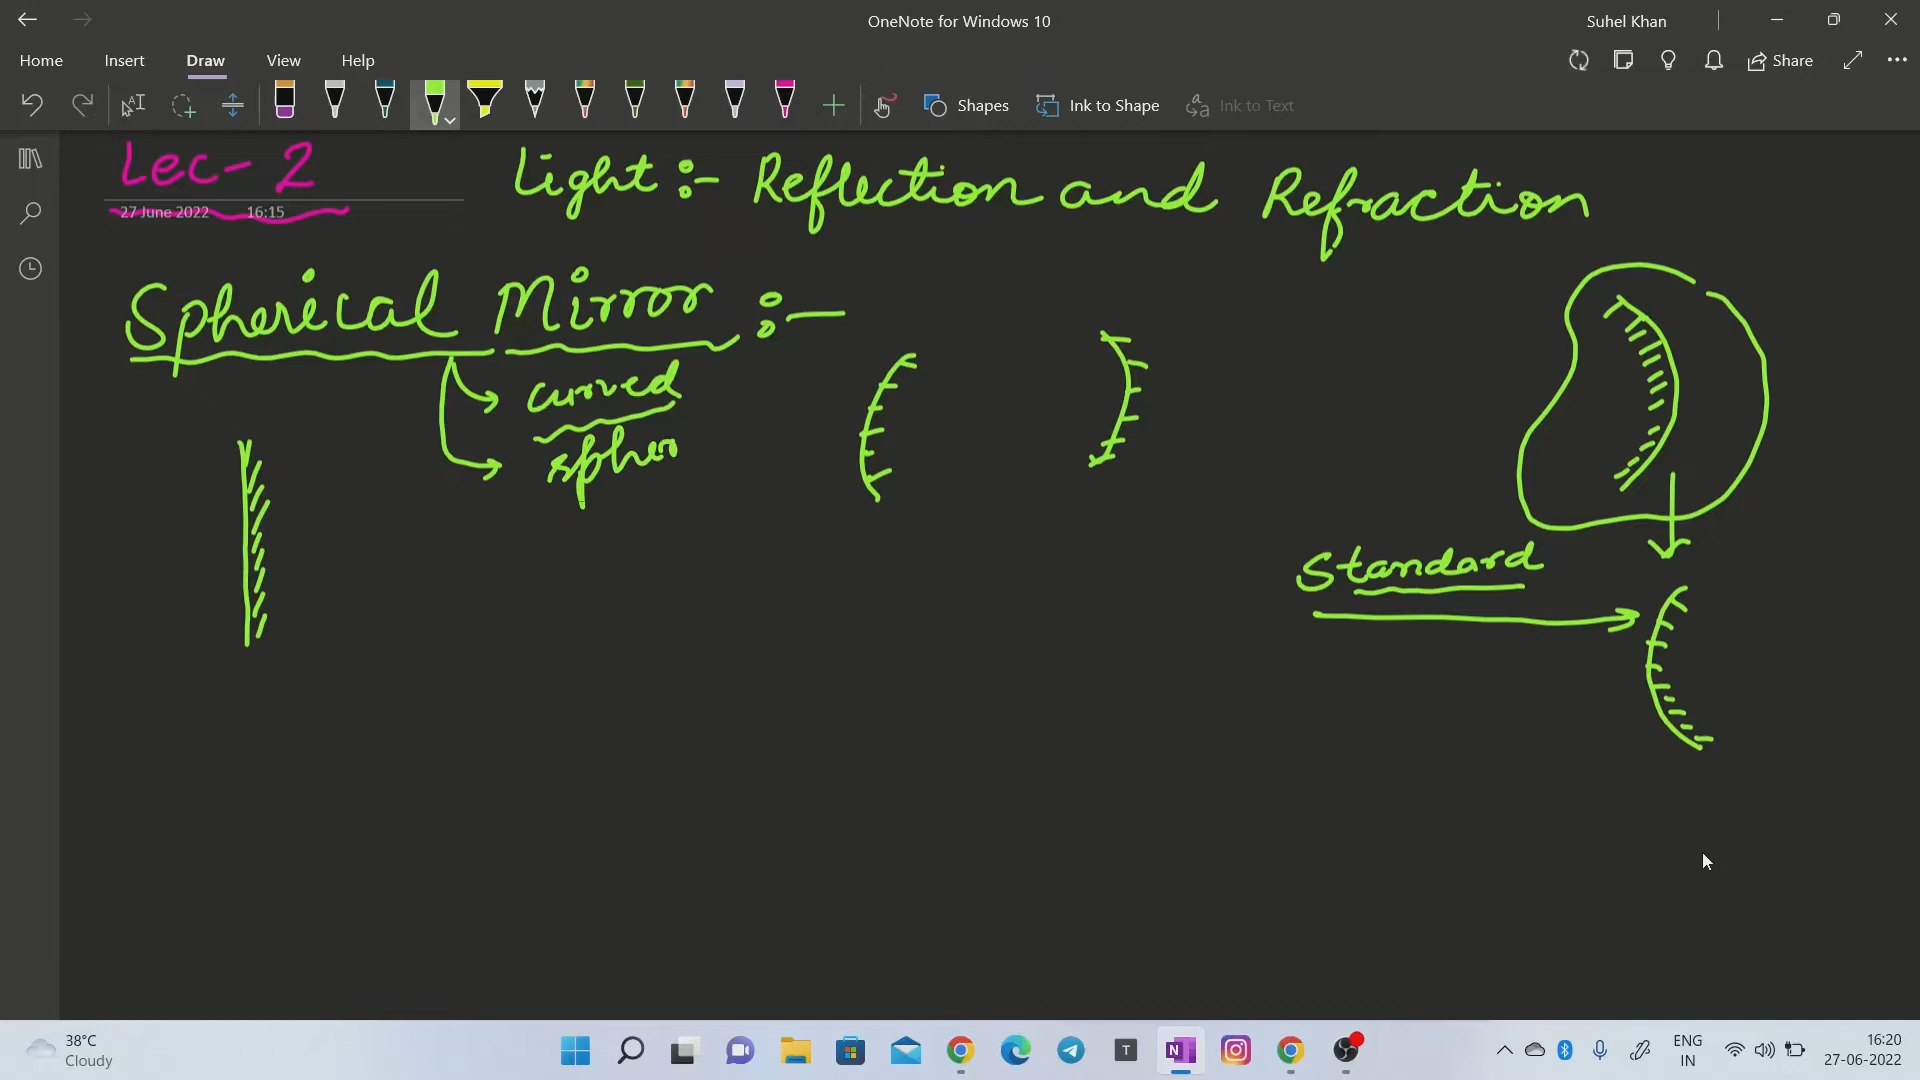 OneNote for Windows 10
Suhel Khan
Home Insert Draw View Help
Share
Shapes Ink to Shape Ink to Text
Lec-2
27 June 2022 16:15
Light :- Reflection and Refraction
Spherical Mirror :-
curved
spher
Standard
38°C
Cloudy
ENG
IN
16:20
27-06-2022